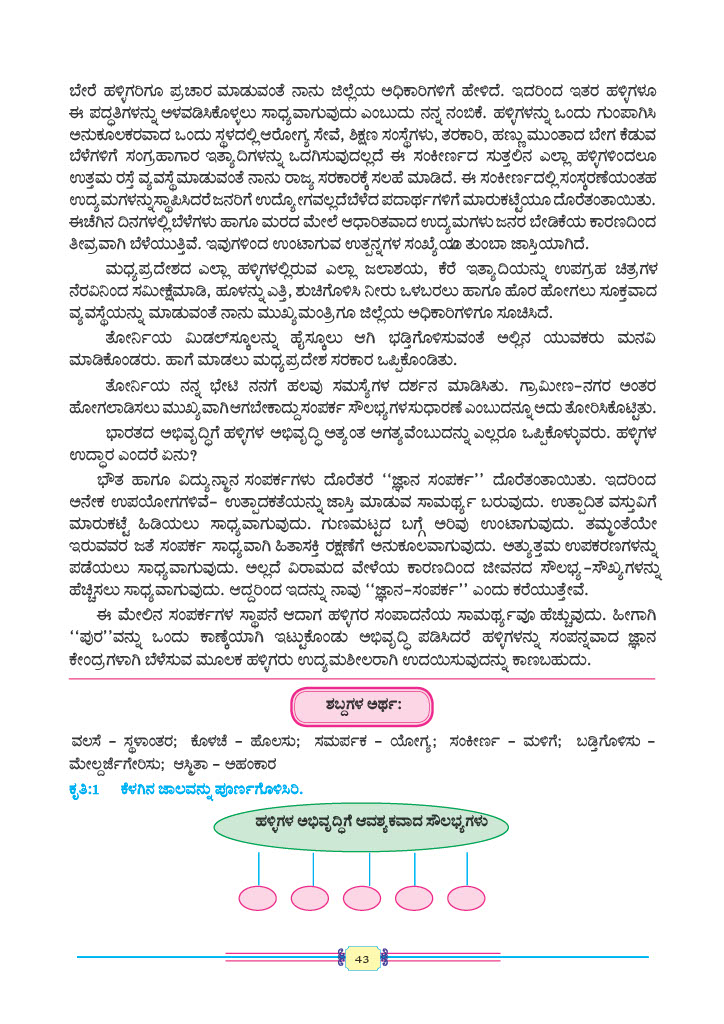 ಬೇರೆ ಹಳ್ಳಿಗರಿಗೂ ಪ್ರಚಾರ ಮಾಡುವಂತೆ ನಾನು ಜಿಲ್ಲೆಯ ಅಧಿಕಾರಿಗಳಿಗೆ ಹೇಳಿದೆ. ಇದರಿಂದ ಇತರ ಹಳ್ಳಿಗಳೂ
ಈ ಪದ್ಧತಿಗಳನ್ನು ಅಳವಡಿಸಿಕೊಳ್ಳಲು ಸಾಧ್ಯವಾಗುವುದು ಎಂಬುದು ನನ್ನ ನಂಬಿಕೆ. ಹಳ್ಳಿಗಳನ್ನು ಒಂದು ಗುಂಪಾಗಿಸಿ
ಅನುಕೂಲಕರವಾದ ಒಂದು ಸ್ಥಳದಲ್ಲಿ ಆರೋಗ್ಯ ಸೇವೆ, ಶಿಕ್ಷಣ ಸಂಸ್ಥೆಗಳು, ತರಕಾರಿ, ಹಣ್ಣು ಮುಂತಾದ ಬೇಗ ಕೆಡುವ
ಬೆಳೆಗಳಿಗೆ ಸಂಗ್ರಹಾಗಾರ ಇತ್ಯಾದಿಗಳನ್ನು ಒದಗಿಸುವುದಲ್ಲದೆ ಈ ಸಂಕೀರ್ಣದ ಸುತ್ತಲಿನ ಎಲ್ಲಾ ಹಳ್ಳಿಗಳಿಂದಲೂ
ಉತ್ತಮ ರಸ್ತೆ ವ್ಯವಸ್ಥೆ ಮಾಡುವಂತೆ ನಾನು ರಾಜ್ಯ ಸರಕಾರಕ್ಕೆ ಸಲಹೆ ಮಾಡಿದೆ. ಈ ಸಂಕೀರ್ಣದಲ್ಲಿ ಸಂಸ್ಕರಣೆಯಂತಹ
ಉದ್ಯಮಗಳನ್ನು ಸ್ಥಾಪಿಸಿದರೆ ಜನರಿಗೆ ಉದ್ಯೋಗವಲ್ಲದೆ ಬೆಳೆದ ಪದಾರ್ಥಗಳಿಗೆ ಮಾರುಕಟ್ಟೆಯೂ ದೊರೆತಂತಾಯಿತು.
ಈಚೆಗಿನ ದಿನಗಳಲ್ಲಿ ಬೆಳೆಗಳು ಹಾಗೂ ಮರದ ಮೇಲೆ ಆಧಾರಿತವಾದ ಉದ್ಯಮಗಳು ಜನರ ಬೇಡಿಕೆಯ ಕಾರಣದಿಂದ
ತೀವ್ರವಾಗಿ ಬೆಳೆಯುತ್ತಿವೆ. ಇವುಗಳಿಂದ ಉಂಟಾಗುವ ಉತ್ಪನ್ನಗಳ ಸಂಖ್ಯೆಯೂ ತುಂಬಾ ಜಾಸ್ತಿಯಾಗಿದೆ.
ಮಧ್ಯಪ್ರದೇಶದ ಎಲ್ಲಾ ಹಳ್ಳಿಗಳಲ್ಲಿರುವ ಎಲ್ಲಾ ಜಲಾಶಯ, ಕೆರೆ ಇತ್ಯಾದಿಯನ್ನು ಉಪಗ್ರಹ ಚಿತ್ರಗಳ
ನೆರವಿನಿಂದ ಸಮೀಕ್ಷೆಮಾಡಿ, ಹೂಳನ್ನು ಎತ್ತಿ, ಶುಚಿಗೊಳಿಸಿ ನೀರು ಒಳಬರಲು ಹಾಗೂ ಹೊರ ಹೋಗಲು ಸೂಕ್ತವಾದ
ವ್ಯವಸ್ಥೆಯನ್ನು ಮಾಡುವಂತೆ ನಾನು ಮುಖ್ಯಮಂತ್ರಿಗೂ ಜಿಲ್ಲೆಯ ಅಧಿಕಾರಿಗಳಿಗೂ ಸೂಚಿಸಿದೆ.
ತೋರ್ನಿಯ ಮಿಡಲ್‌ಸ್ಕೂಲನ್ನು ಹೈಸ್ಕೂಲು ಆಗಿ ಭಡ್ತಿಗೊಳಿಸುವಂತೆ ಅಲ್ಲಿನ ಯುವಕರು ಮನವಿ
ಮಾಡಿಕೊಂಡರು. ಹಾಗೆ ಮಾಡಲು ಮಧ್ಯಪ್ರದೇಶ ಸರಕಾರ ಒಪ್ಪಿಕೊಂಡಿತು.
ತೋರ್ನಿಯ ನನ್ನ ಭೇಟಿ ನನಗೆ ಹಲವು ಸಮಸ್ಯೆಗಳ ದರ್ಶನ ಮಾಡಿಸಿತು. ಗ್ರಾಮೀಣ–ನಗರ ಅಂತರ
ಹೋಗಲಾಡಿಸಲು ಮುಖ್ಯವಾಗಿ ಆಗಬೇಕಾದ್ದು ಸಂಪರ್ಕ ಸೌಲಭ್ಯಗಳ ಸುಧಾರಣೆ ಎಂಬುದನ್ನೂ ಅದು ತೋರಿಸಿಕೊಟ್ಟಿತು.
ಭಾರತದ ಅಭಿವೃದ್ಧಿಗೆ ಹಳ್ಳಿಗಳ ಅಭಿವೃದ್ಧಿ ಅತ್ಯಂತ ಅಗತ್ಯವೆಂಬುದನ್ನು ಎಲ್ಲರೂ ಒಪ್ಪಿಕೊಳ್ಳುವರು. ಹಳ್ಳಿಗಳ
ಉದ್ಧಾರ ಎಂದರೆ ಏನು?
ಭೌತ ಹಾಗೂ ವಿದ್ಯುನ್ಮಾನ ಸಂಪರ್ಕಗಳು ದೊರೆತರೆ ‘‘ಜ್ಞಾನ ಸಂಪರ್ಕ’’ ದೊರೆತಂತಾಯಿತು. ಇದರಿಂದ
ಅನೇಕ ಉಪಯೋಗಗಳಿವೆ– ಉತ್ಪಾದಕತೆಯನ್ನು ಜಾಸ್ತಿ ಮಾಡುವ ಸಾಮರ್ಥ್ಯ ಬರುವುದು. ಉತ್ಪಾದಿತ ವಸ್ತುವಿಗೆ
ಮಾರುಕಟ್ಟೆ ಹಿಡಿಯಲು ಸಾಧ್ಯವಾಗುವುದು. ಗುಣಮಟ್ಟದ ಬಗ್ಗೆ ಅರಿವು ಉಂಟಾಗುವುದು. ತಮ್ಮಂತೆಯೇ
ಇರುವವರ ಜತೆ ಸಂಪರ್ಕ ಸಾಧ್ಯವಾಗಿ ಹಿತಾಸಕ್ತಿ ರಕ್ಷಣೆಗೆ ಅನುಕೂಲವಾಗುವುದು. ಅತ್ಯುತ್ತಮ ಉಪಕರಣಗಳನ್ನು
ಪಡೆಯಲು ಸಾಧ್ಯವಾಗುವುದು. ಅಲ್ಲದೆ ವಿರಾಮದ ವೇಳೆಯ ಕಾರಣದಿಂದ ಜೀವನದ ಸೌಲಭ್ಯ–ಸೌಖ್ಯಗಳನ್ನು
ಹೆಚ್ಚಿಸಲು ಸಾಧ್ಯವಾಗುವುದು. ಆದ್ದರಿಂದ ಇದನ್ನು ನಾವು ‘‘ಜ್ಞಾನ–ಸಂಪರ್ಕ’’ ಎಂದು ಕರೆಯುತ್ತೇವೆ.
ಈ ಮೇಲಿನ ಸಂಪರ್ಕಗಳ ಸ್ಥಾಪನೆ ಆದಾಗ ಹಳ್ಳಿಗರ ಸಂಪಾದನೆಯ ಸಾಮರ್ಥ್ಯವೂ ಹೆಚ್ಚುವುದು. ಹೀಗಾಗಿ
‘‘ಪುರ’’ವನ್ನು ಒಂದು ಕಾಣ್ಕೆಯಾಗಿ ಇಟ್ಟುಕೊಂಡು ಅಭಿವೃದ್ಧಿ ಪಡಿಸಿದರೆ ಹಳ್ಳಿಗಳನ್ನು ಸಂಪನ್ನವಾದ ಜ್ಞಾನ
ಕೇಂದ್ರಗಳಾಗಿ ಬೆಳೆಸುವ ಮೂಲಕ ಹಳ್ಳಿಗರು ಉದ್ಯಮಶೀಲರಾಗಿ ಉದಯಿಸುವುದನ್ನು ಕಾಣಬಹುದು.
ಶಬ್ದಗಳ ಅರ್ಥ:
ವಲಸೆ – ಸ್ಥಳಾಂತರ; ಕೊಳಚೆ – ಹೊಲಸು; ಸಮರ್ಪಕ – ಯೋಗ್ಯ; ಸಂಕೀರ್ಣ – ಮಳಿಗೆ; ಬಡ್ತಿಗೊಳಿಸು –
ಮೇಲ್ದರ್ಜೆಗೇರಿಸು; ಆಸ್ಮಿತಾ – ಅಹಂಕಾರ
ಕೃತಿ:1 ಕೆಳಗಿನ ಜಾಲವನ್ನು ಪೂರ್ಣಗೊಳಿಸಿರಿ.
ಹಳ್ಳಿಗಳ ಅಭಿವೃದ್ಧಿಗೆ ಆವಶ್ಯಕವಾದ ಸೌಲಭ್ಯಗಳು
43